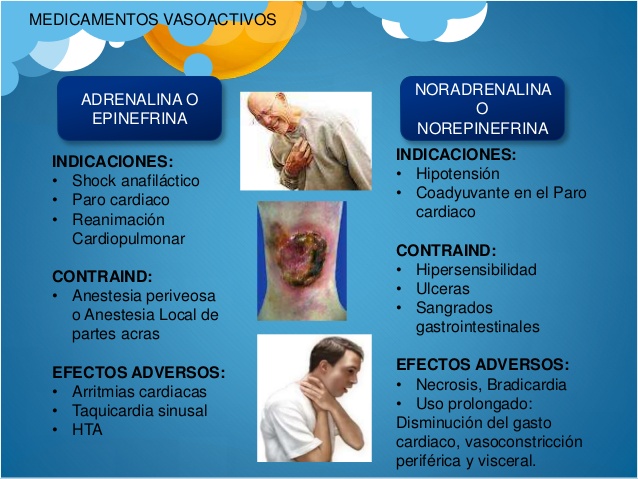 MEDICAMENTOS VASOACTIVOS
ADRENALINA O
EPINEFRINA
INDICACIONES:
• Shock anafiláctico
• Paro cardiaco
• Reanimación
Cardiopulmonar
CONTRAIND:
• Anestesia periveosa
o Anestesia Local de
partes acras
EFECTOS ADVERSOS:
• Arritmias cardiacas
• Taquicardia sinusal
• HTA
NORADRENALINA
O
NOREPINEFRINA
INDICACIONES:
• Hipotensión
• Coadyuvante en el Paro
cardiaco
CONTRAIND:
• Hipersensibilidad
• Ulceras
• Sangrados
gastrointestinales
EFECTOS ADVERSOS:
• Necrosis, Bradicardia
• Uso prolongado:
Disminución del gasto
cardiaco, vasoconstricción
periférica y visceral.